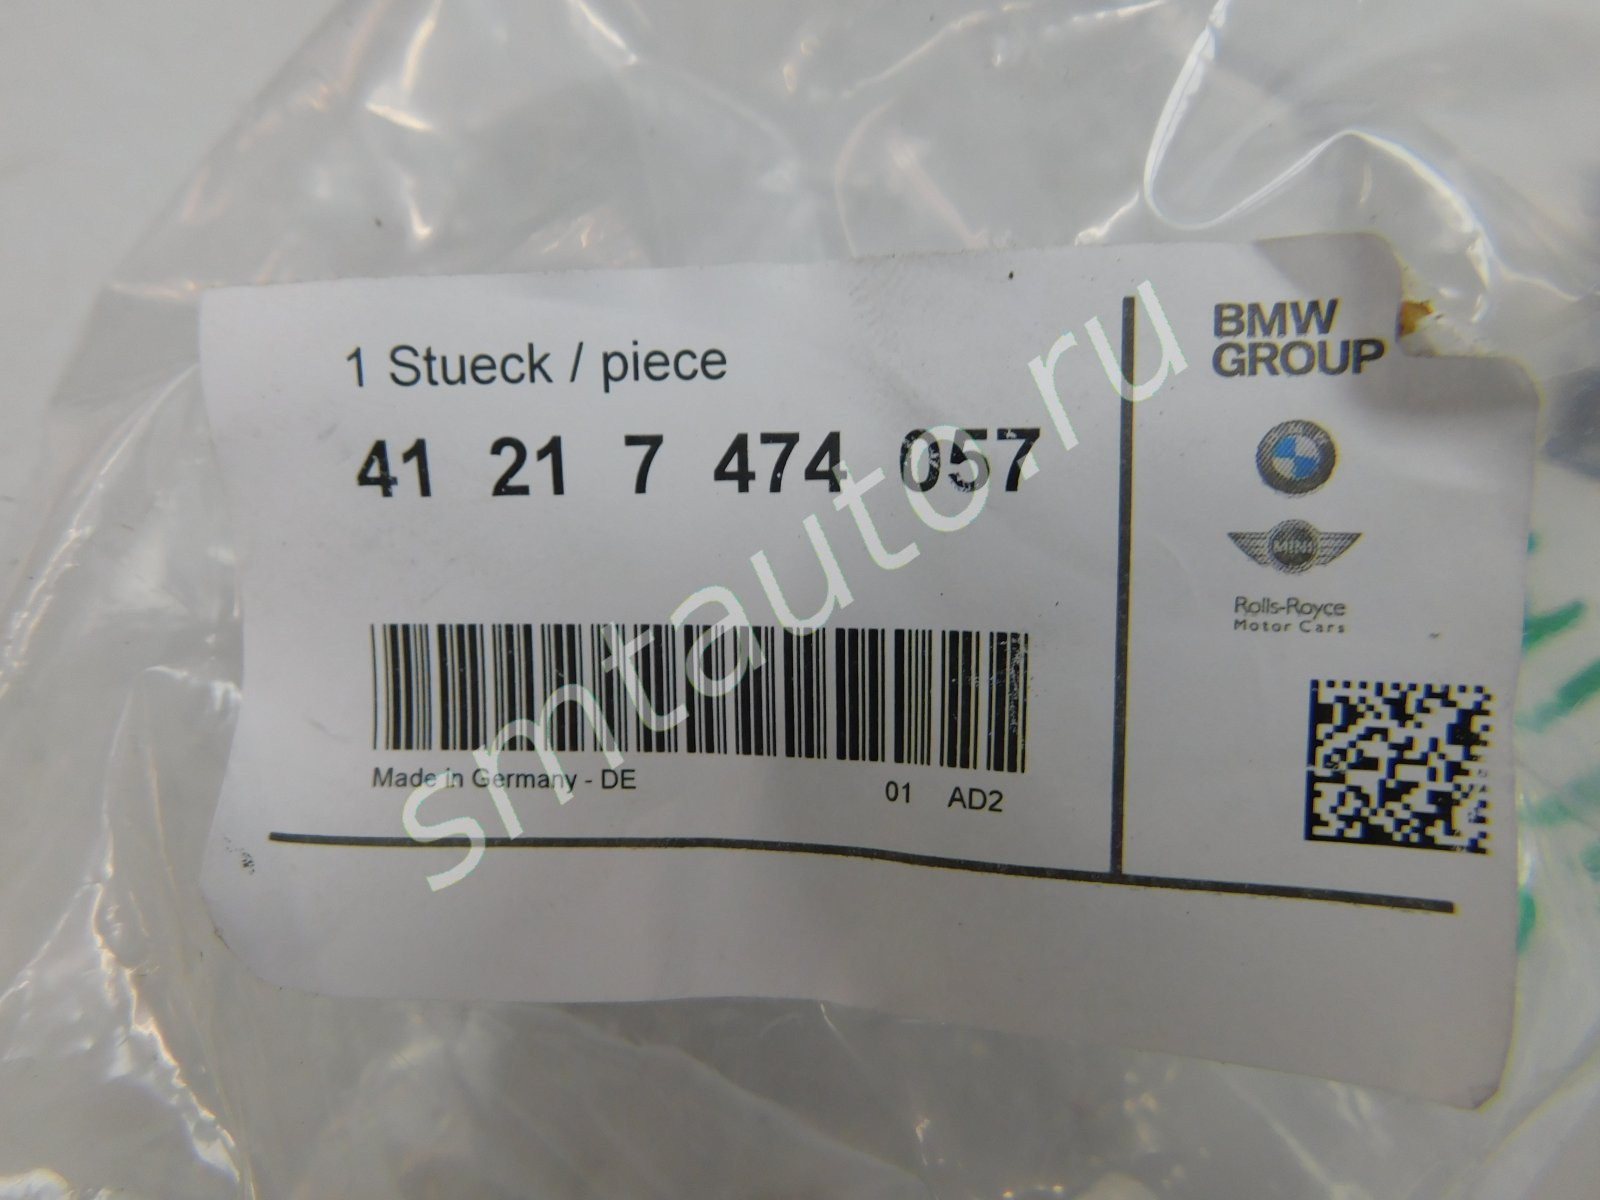 1 Stueck / piece
41 21 7 474 057
Made in Germany - DE
01 AD2
BMW
GROUP
MINI
Rolls-Royce
Motor Cars
smtauto.ru